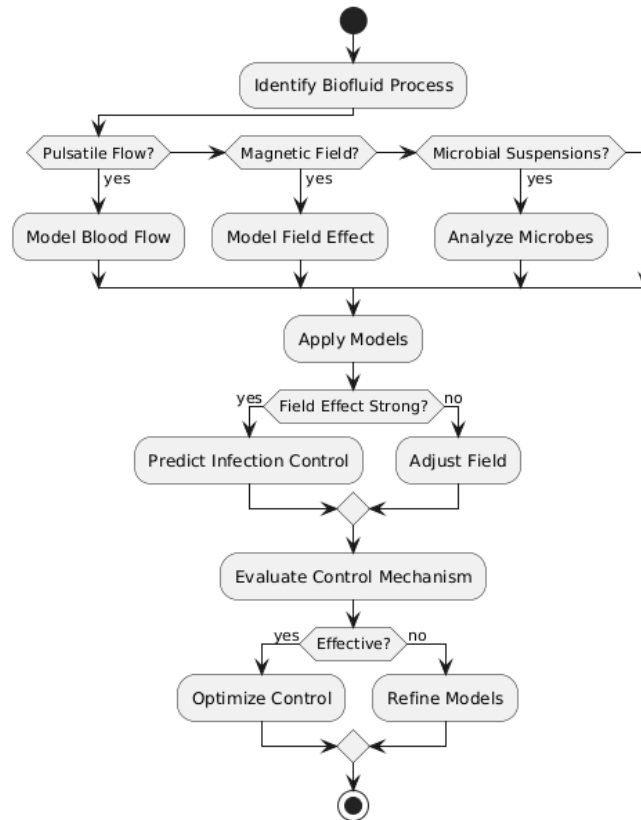 Identify Biofluid Process
Pulsatile Flow?
Magnetic Field?
Microbial Suspensions?
yes
yes
yes
Model Blood Flow
Model Field Effect
Analyze Microbes
Apply Models
yes
Field Effect Strong?
no
Predict Infection Control
Adjust Field
Evaluate Control Mechanism
yes
Effective?
no
Optimize Control
Refine Models